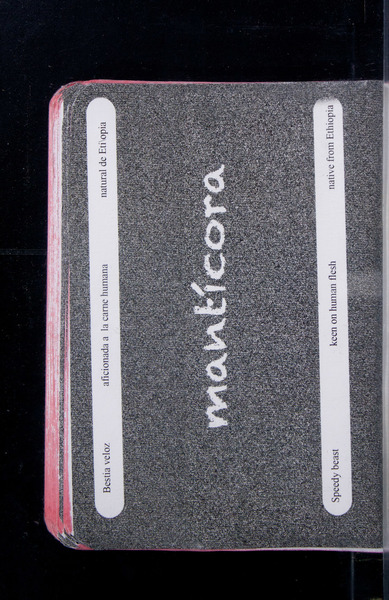 Bestia veloz aficionada a la carne humana natural de Etiopia
mantícora
Speedy beast keen on human flesh native from Ethiopia